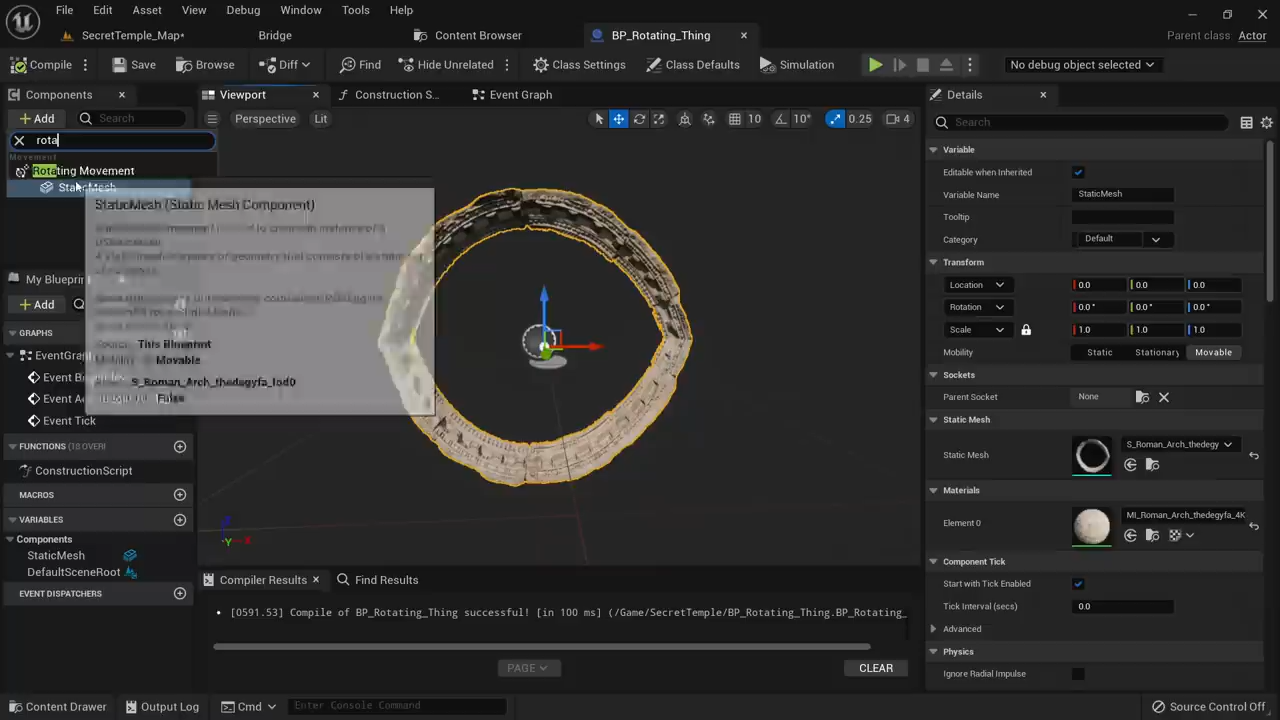 File Edit Asset View Debug Window Tools Help
SecretTemple_Map* Bridge Content Browser BP_Rotating_Thing Parent class Actor
Compile Save Browse Diff Find Hide Unrelated Class Settings Class Defaults Simulation No debug object selected
Components Viewport Construction S... Event Graph Details
Add Search Perspective Lit 10 10° 0.25 4 Search
rota
Movement
Rotating Movement
StaticMesh
StaticMesh (Static Mesh Component)
This Blueprint
Movable
S_Roman_Arch_thedegyfa_lod0
False
My Blueprin
Add
GRAPHS
EventGra
Event B
Event A
Event Tick
FUNCTIONS (18 OVERI
ConstructionScript
MACROS
VARIABLES
Components
StaticMesh
DefaultSceneRoot
EVENT DISPATCHERS
Compiler Results Find Results
• [0591.53] Compile of BP_Rotating_Thing successful! [in 100 ms] (/Game/SecretTemple/BP_Rotating_Thing.BP_Rotating_
PAGE CLEAR
Variable
Editable when Inherited
Variable Name StaticMesh
Tooltip
Category Default
Transform
Location 0.0 0.0 0.0
Rotation 0.0° 0.0° 0.0°
Scale 1.0 1.0 1.0
Mobility Static Stationary Movable
Sockets
Parent Socket None
Static Mesh
Static Mesh S_Roman_Arch_thedegy
Materials
Element 0 MI_Roman_Arch_thedegyfa_4K
Component Tick
Start with Tick Enabled
Tick Interval (secs) 0.0
Advanced
Physics
Ignore Radial Impulse
Content Drawer Output Log Cmd Enter Console Command Source Control Off